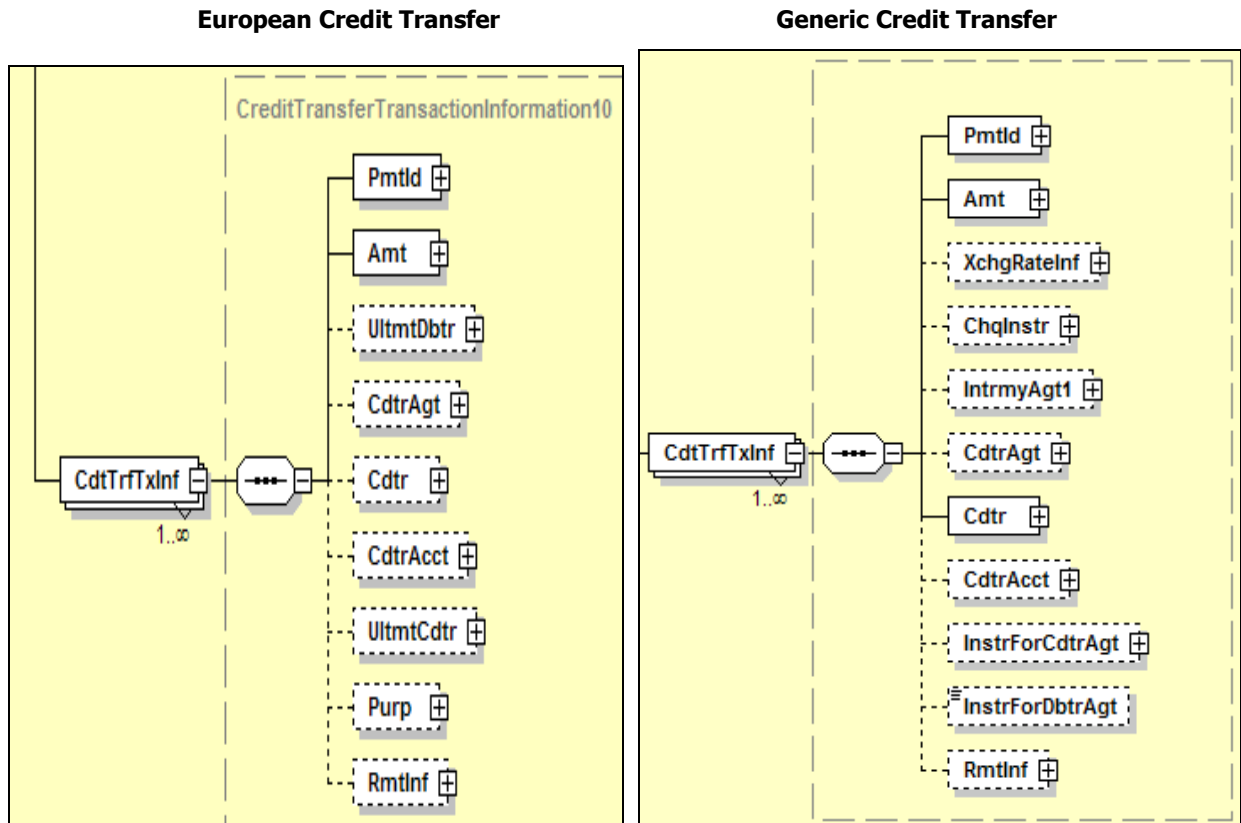 European Credit Transfer
CreditTransferTransactionInformation10
PmtId
Amt
UltmtDbtr
CdtrAgt
CdtTrfTxInf
1..∞
Cdtr
CdtrAcct
UltmtCdtr
Purp
RmtInf
Generic Credit Transfer
PmtId
Amt
XchgRateInf
ChqInstr
IntrmyAgt1
CdtTrfTxInf
1..∞
CdtrAgt
Cdtr
CdtrAcct
InstrForCdtrAgt
InstrForDbtrAgt
RmtInf